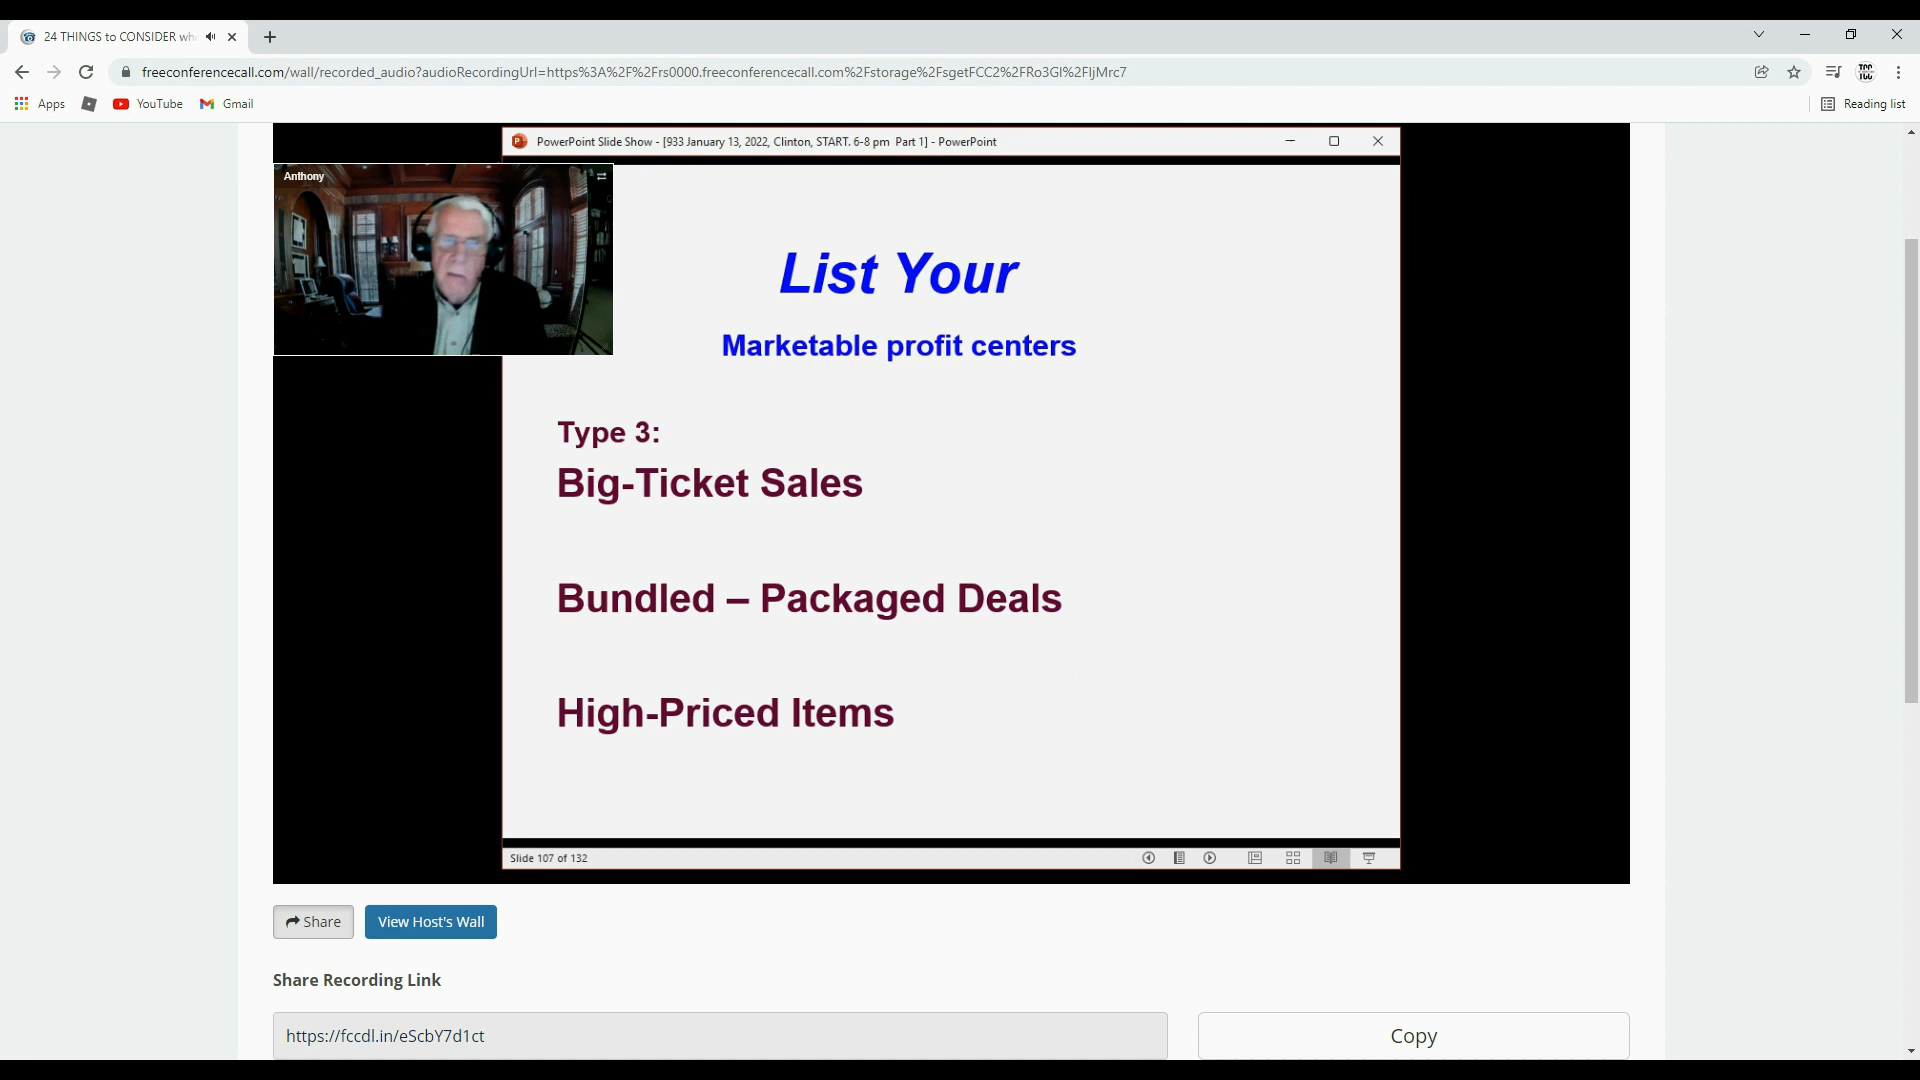 24 THINGS to CONSIDER wh
freeconferencecall.com/wall/recorded_audio?audioRecordingUrl=https%3A%2F%2Frs0000.freeconferencecall.com%2Fstorage%2FsgetFCC2%2FRo3GI%2FIjMrc7
Apps YouTube Gmail Reading list
PowerPoint Slide Show - [933 January 13, 2022, Clinton, START. 6-8 pm Part 1] - PowerPoint
Anthony
List Your
Marketable profit centers
Type 3:
Big-Ticket Sales
Bundled – Packaged Deals
High-Priced Items
Slide 107 of 132
Share View Host's Wall
Share Recording Link
https://fccdl.in/eScbY7d1ct Copy